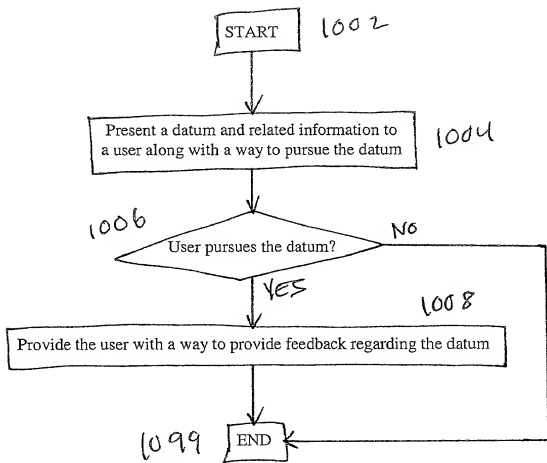 START 1002
Present a datum and related information to
a user along with a way to pursue the datum
1004
1006
User pursues the datum?
NO
YES
1008
Provide the user with a way to provide feedback regarding the datum
1099 END